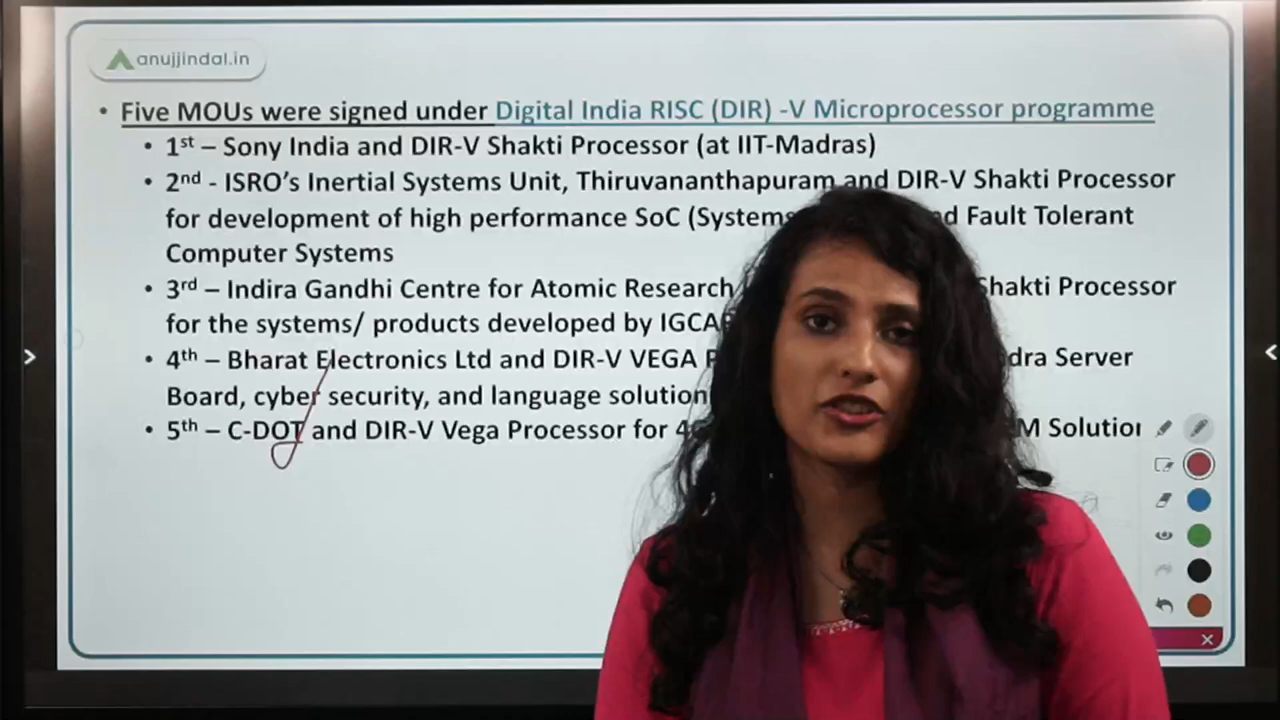 anujjindal.in
• Five MOUs were signed under Digital India RISC (DIR) -V Microprocessor programme
• 1st – Sony India and DIR-V Shakti Processor (at IIT-Madras)
• 2nd - ISRO's Inertial Systems Unit, Thiruvananthapuram and DIR-V Shakti Processor
for development of high performance SoC (Systems Fault Tolerant
Computer Systems
• 3rd – Indira Gandhi Centre for Atomic Research Shakti Processor
for the systems/ products developed by
• 4th – Bharat Electronics Ltd and DIR-V VEGA Server
Board, cyber security, and language
• 5th – C-DOT and DIR-V Vega Processor for